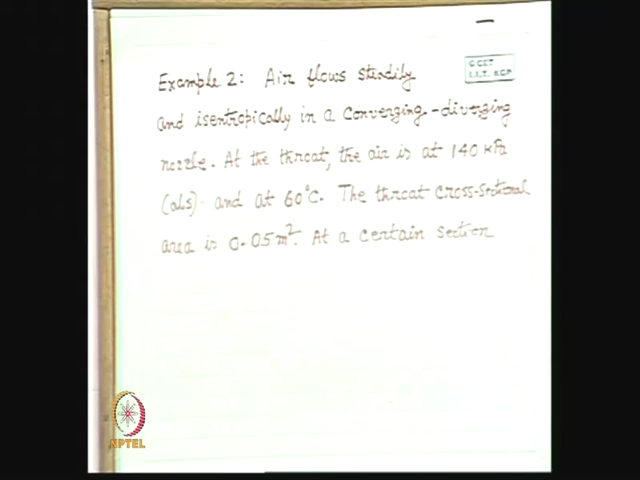 C CET
I.I.T. KGP
Example 2: Air flows steadily
and isentropically in a converging-diverging
nozzle. At the throat, the air is at 140 kPa
(abs). and at 60°C. The throat cross-sectional
area is 0.05 m². At a certain section
NPTEL